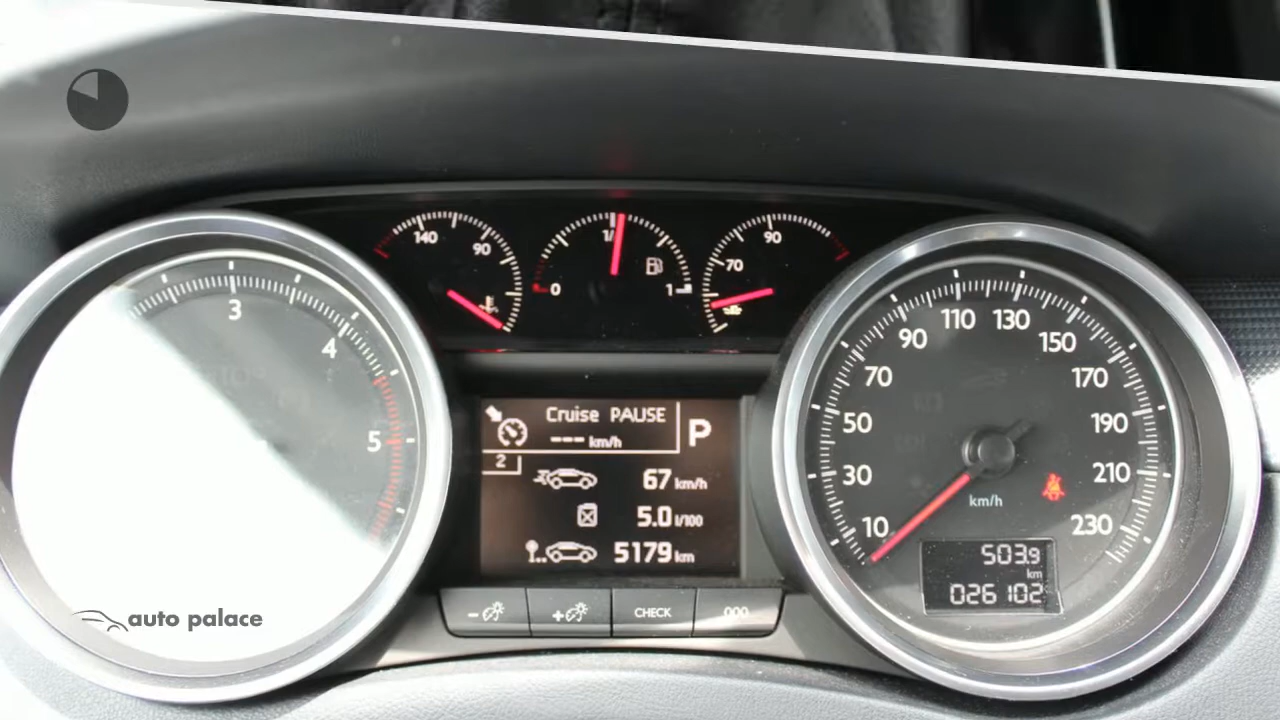 140
90
1/
0
1
90
70
3
4
5
Cruise PAUSE
--- km/h
P
2
67 km/h
5.0 l/100
5179 km
10
30
50
70
90
110
130
150
170
190
210
230
km/h
503.9
km
026102
CHECK
000
auto palace